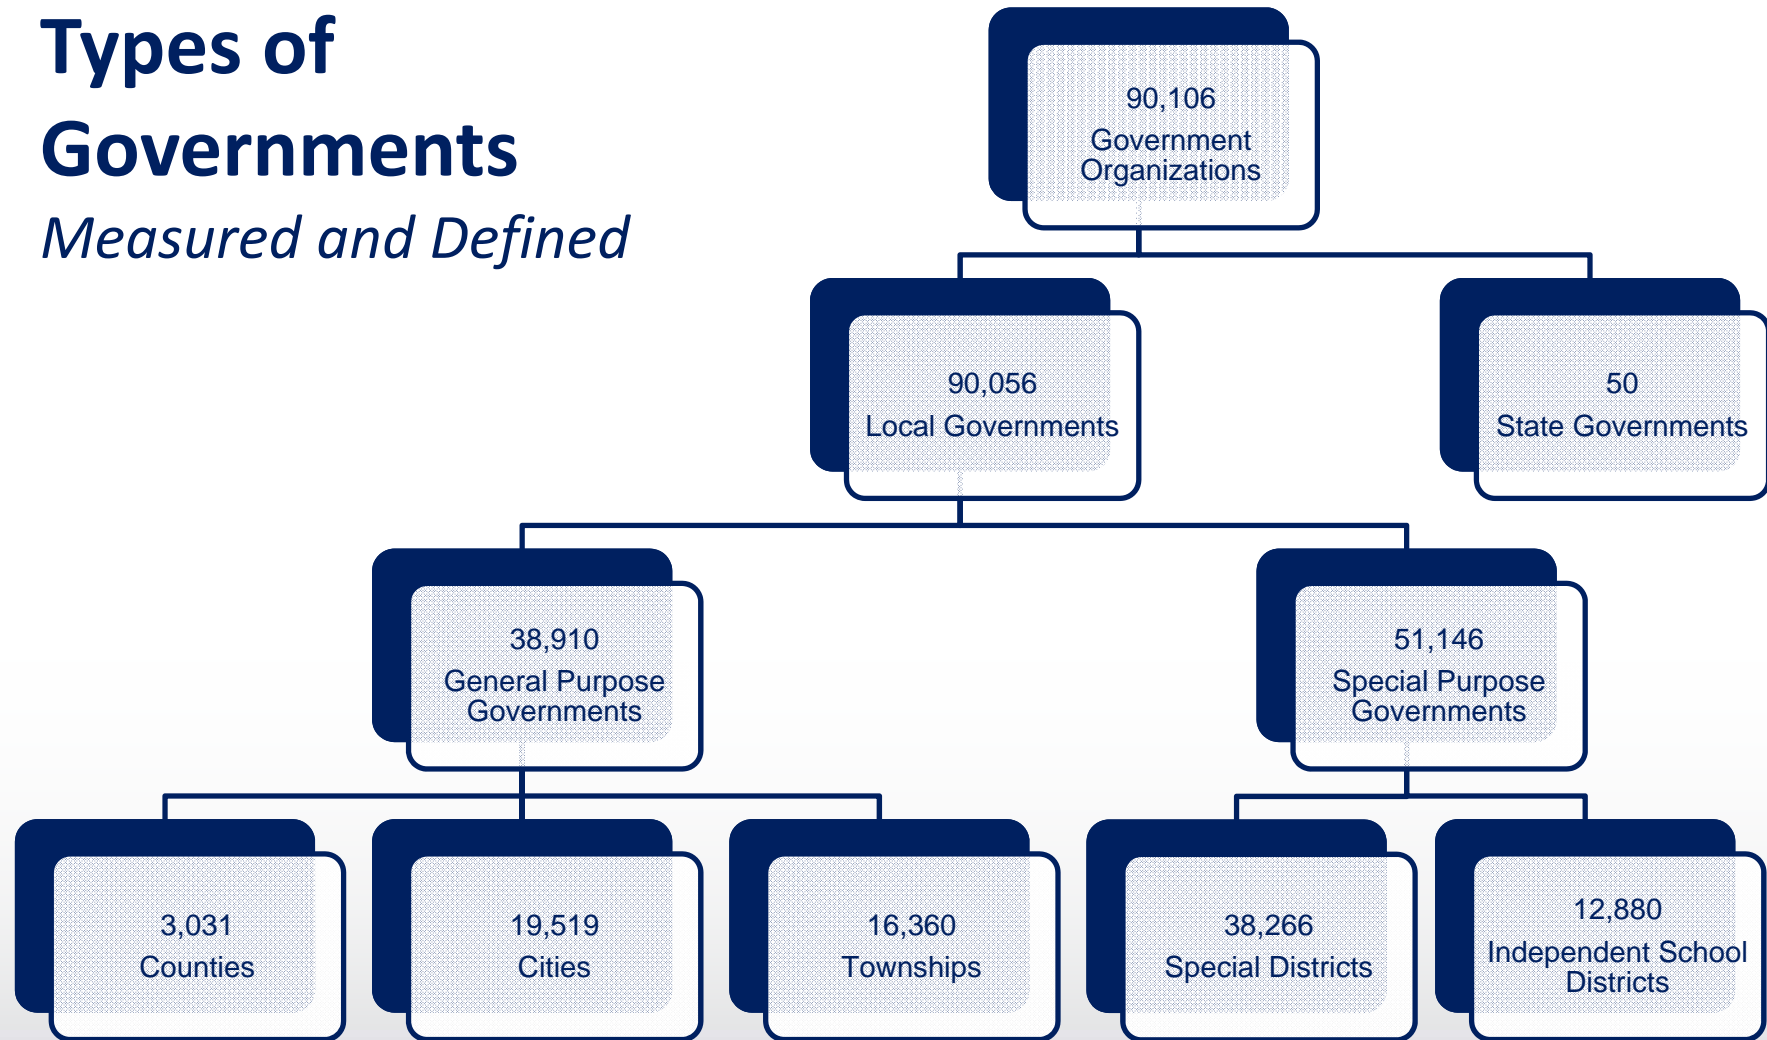 Types of
Governments
Measured and Defined
90,106
Government
Organizations
90,056
Local Governments
50
State Governments
38,910
General Purpose
Governments
51,146
Special Purpose
Governments
3,031
Counties
19,519
Cities
16,360
Townships
38,266
Special Districts
12,880
Independent School
Districts